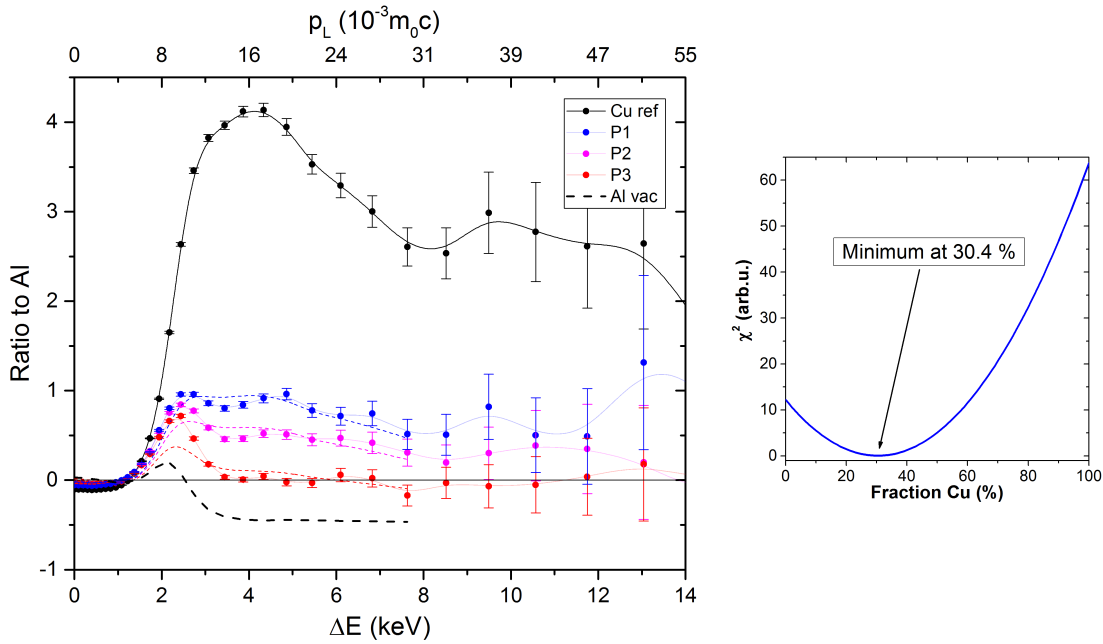 p_L (10⁻³m₀c)
0 8 16 24 31 39 47 55
Ratio to Al
4
3
2
1
0
-1
Cu ref
P1
P2
P3
Al vac
0 2 4 6 8 10 12 14
ΔE (keV)
χ² (arb.u.)
60
50
40
30
20
10
0
Minimum at 30.4 %
0 20 40 60 80 100
Fraction Cu (%)